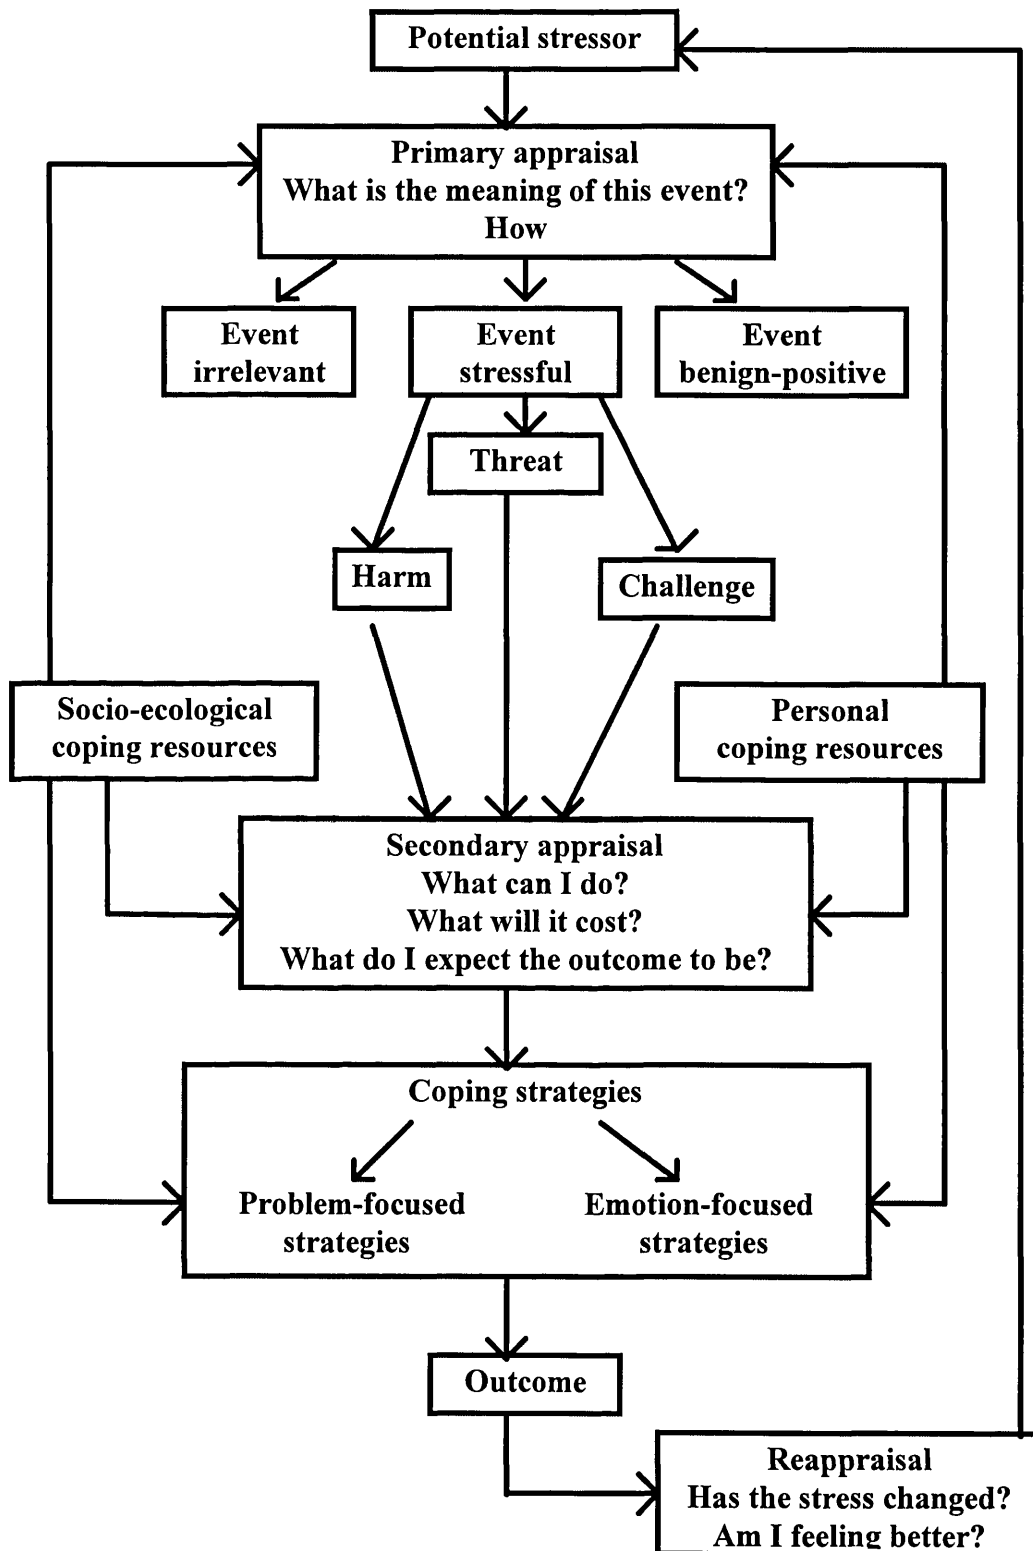 Potential stressor
Primary appraisal
What is the meaning of this event?
How
Event
irrelevant
Event
stressful
Event
benign-positive
Threat
Harm
Challenge
Socio-ecological
coping resources
Personal
coping resources
Secondary appraisal
What can I do?
What will it cost?
What do I expect the outcome to be?
Coping strategies
Problem-focused
strategies
Emotion-focused
strategies
Outcome
Reappraisal
Has the stress changed?
Am I feeling better?